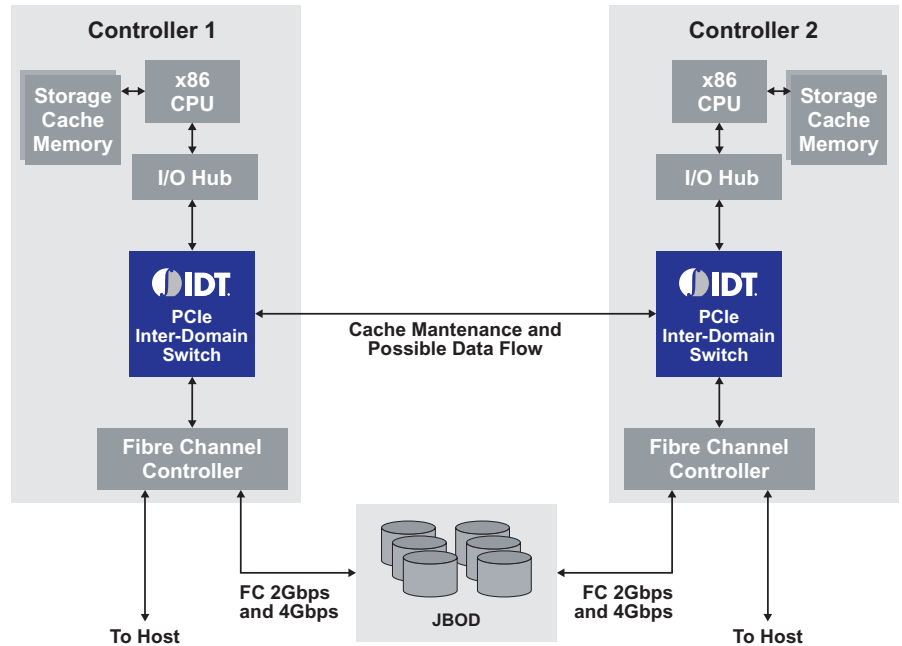 Controller 1
x86
CPU
Storage
Cache
Memory
I/O Hub
IDT.
PCIe
Inter-Domain
Switch
Fibre Channel
Controller
Controller 2
x86
CPU
Storage
Cache
Memory
I/O Hub
IDT.
PCIe
Inter-Domain
Switch
Fibre Channel
Controller
Cache Mantenance and
Possible Data Flow
FC 2Gbps
and 4Gbps
JBOD
FC 2Gbps
and 4Gbps
To Host
To Host